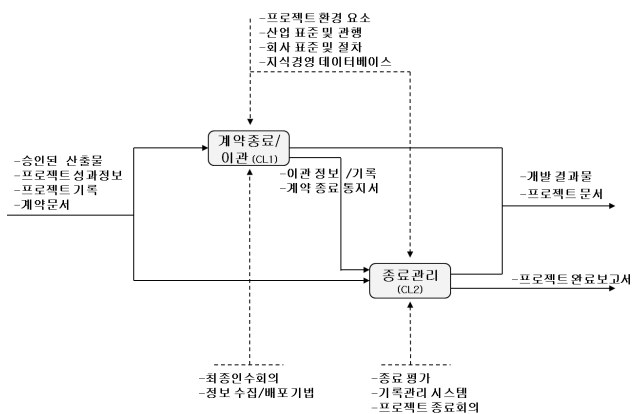 -프로젝트 환경 요소
-산업 표준 및 관행
-회사 표준 및 절차
-지식경영 데이터베이스
계약종료/
이관 (CL1)
-승인된 산출물
-프로젝트 성과정보
-프로젝트 기록
-계약 문서
-이관 정보 /기록
-계약 종료 통지서
-개발 결과물
-프로젝트 문서
종료관리
(CL2)
-프로젝트 완료보고서
-최종인수회의
-정보 수집/배포 기법
-종료 평가
-기록관리 시스템
-프로젝트 종료회의